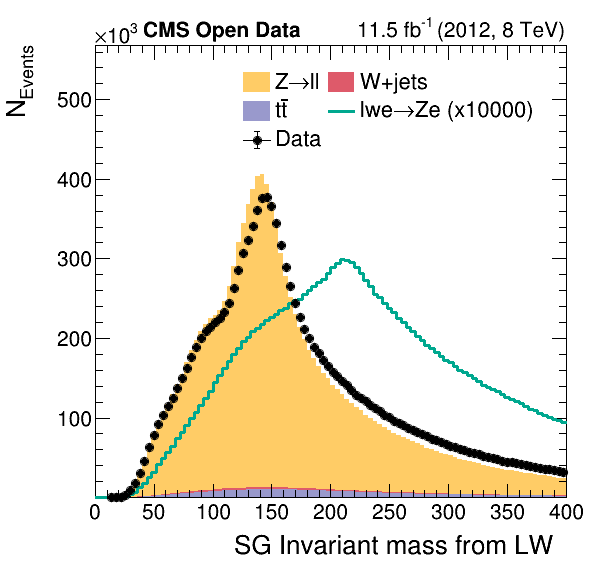 ×10³ CMS Open Data 11.5 fb⁻¹ (2012, 8 TeV)
N_Events
Z→ll W+jets
tt̄ lwe→Ze (x10000)
Data
500
400
300
200
100
0 50 100 150 200 250 300 350 400
SG Invariant mass from LW